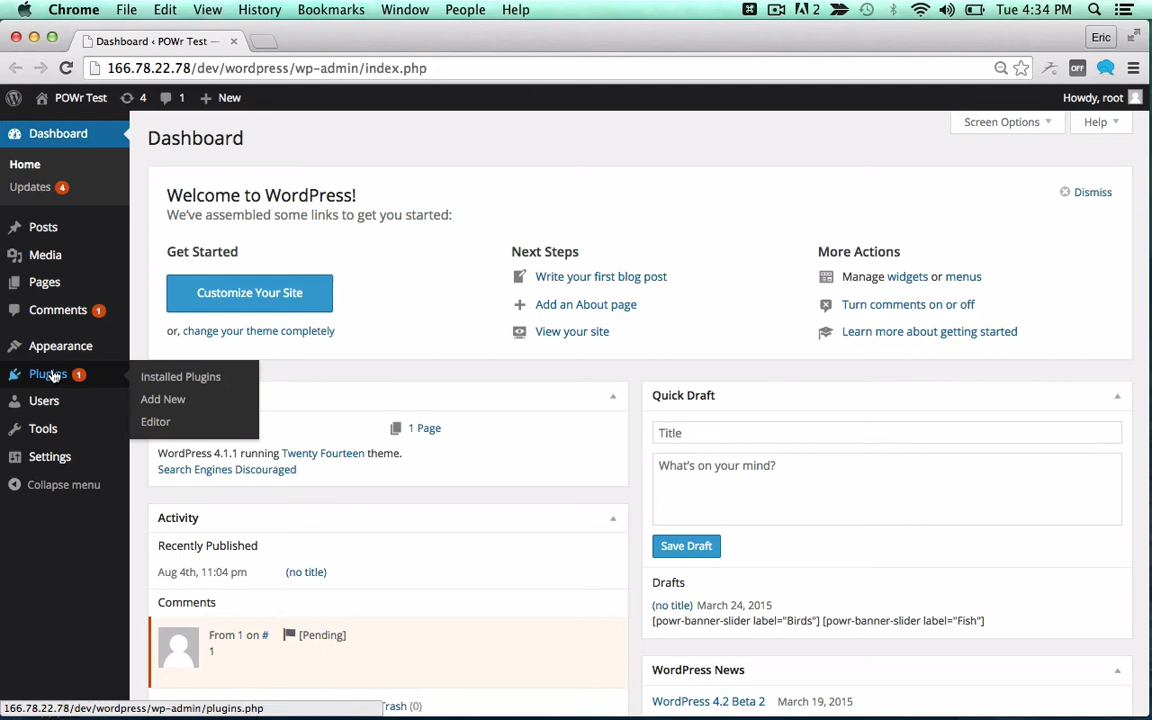 Chrome File Edit View History Bookmarks Window People Help 2 Tue 4:34 PM
Dashboard ‹ POWr Test — Eric
166.78.22.78/dev/wordpress/wp-admin/index.php OFF
POWr Test 4 1 + New Howdy, root
Dashboard
Home
Updates 4
Posts
Media
Pages
Comments 1
Appearance
Plugins 1
Users
Tools
Settings
Collapse menu
Installed Plugins
Add New
Editor
Dashboard
Screen Options Help
Welcome to WordPress!
Dismiss
We've assembled some links to get you started:
Get Started
Customize Your Site
or, change your theme completely
Next Steps
Write your first blog post
Add an About page
View your site
More Actions
Manage widgets or menus
Turn comments on or off
Learn more about getting started
1 Page
WordPress 4.1.1 running Twenty Fourteen theme.
Search Engines Discouraged
Activity
Recently Published
Aug 4th, 11:04 pm (no title)
Comments
From 1 on # [Pending]
1
Trash (0)
Quick Draft
Title
What's on your mind?
Save Draft
Drafts
(no title) March 24, 2015
[powr-banner-slider label="Birds"] [powr-banner-slider label="Fish"]
WordPress News
WordPress 4.2 Beta 2 March 19, 2015
166.78.22.78/dev/wordpress/wp-admin/plugins.php